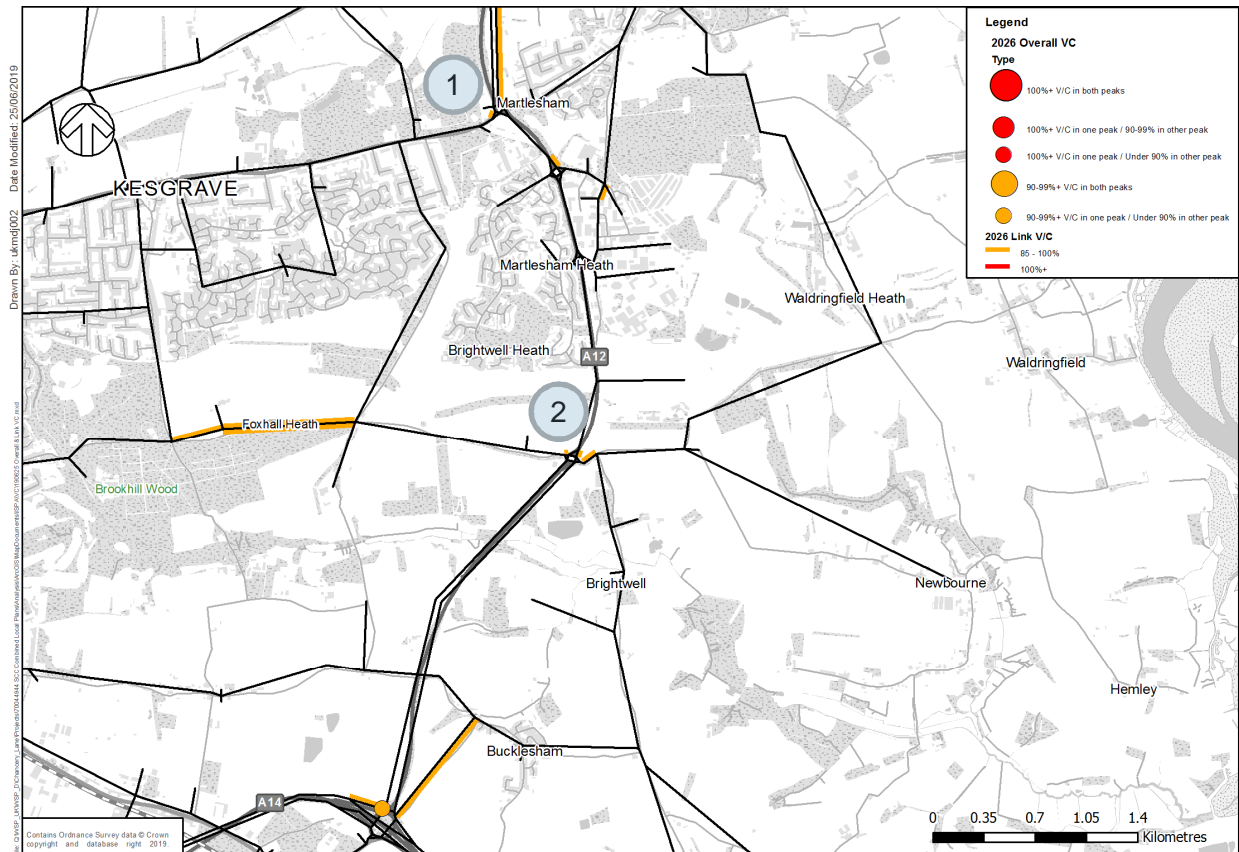 Legend
2026 Overall VC
Type
100%+ V/C in both peaks
100%+ V/C in one peak / 90-99% in other peak
100%+ V/C in one peak / Under 90% in other peak
90-99%+ V/C in both peaks
90-99%+ V/C in one peak / Under 90% in other peak
2026 Link V/C
85 - 100%
100%+
Date Modified: 25/06/2019
Drawn By: ukmdj002
1
Martlesham
KESGRAVE
Martlesham Heath
Waldringfield Heath
Brightwell Heath
A12
Waldringfield
2
Foxhall Heath
Brookhill Wood
Brightwell
Newbourne
Hemley
Bucklesham
A14
0 0.35 0.7 1.05 1.4
Kilometres
Contains Ordnance Survey data © Crown
copyright and database right 2019.